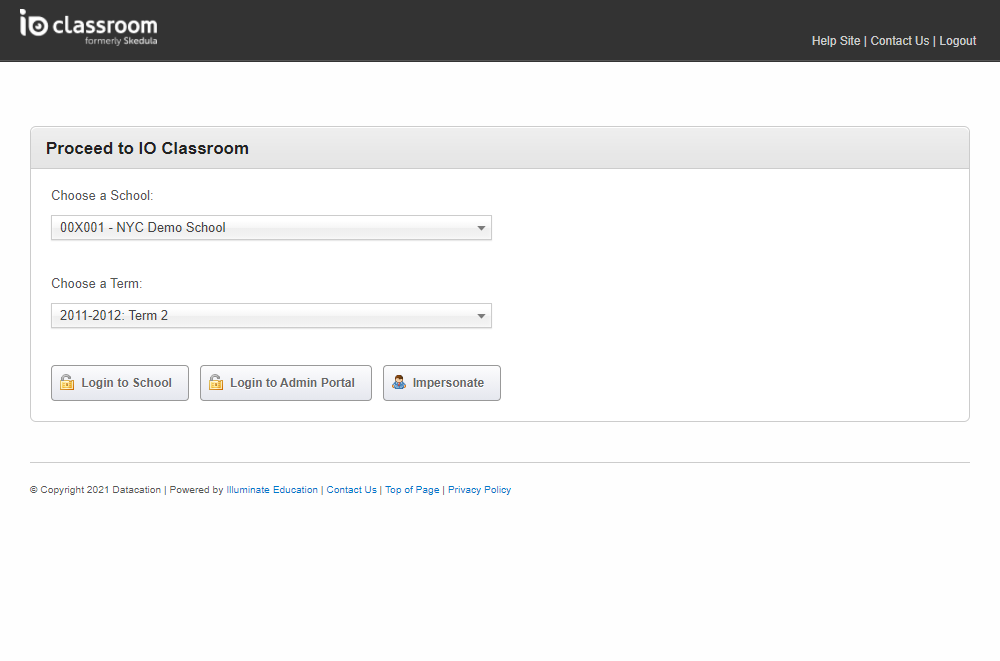 io classroom
formerly Skedula
Help Site | Contact Us | Logout
Proceed to IO Classroom
Choose a School:
00X001 - NYC Demo School
Choose a Term:
2011-2012: Term 2
Login to School
Login to Admin Portal
Impersonate
© Copyright 2021 Datacation | Powered by Illuminate Education | Contact Us | Top of Page | Privacy Policy